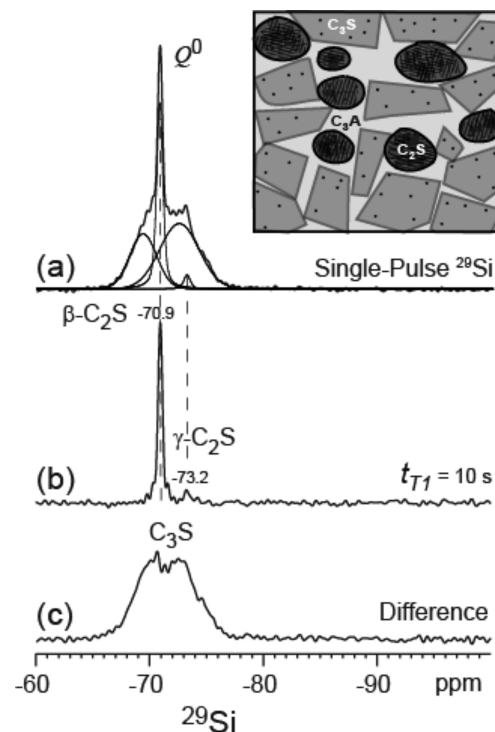 C3S
C3A
C2S
Q0
(a)
Single-Pulse 29Si
β-C2S
-70.9
γ-C2S
-73.2
(b)
tT1 = 10 s
C3S
(c)
Difference
-60 -70 -80 -90 ppm
29Si